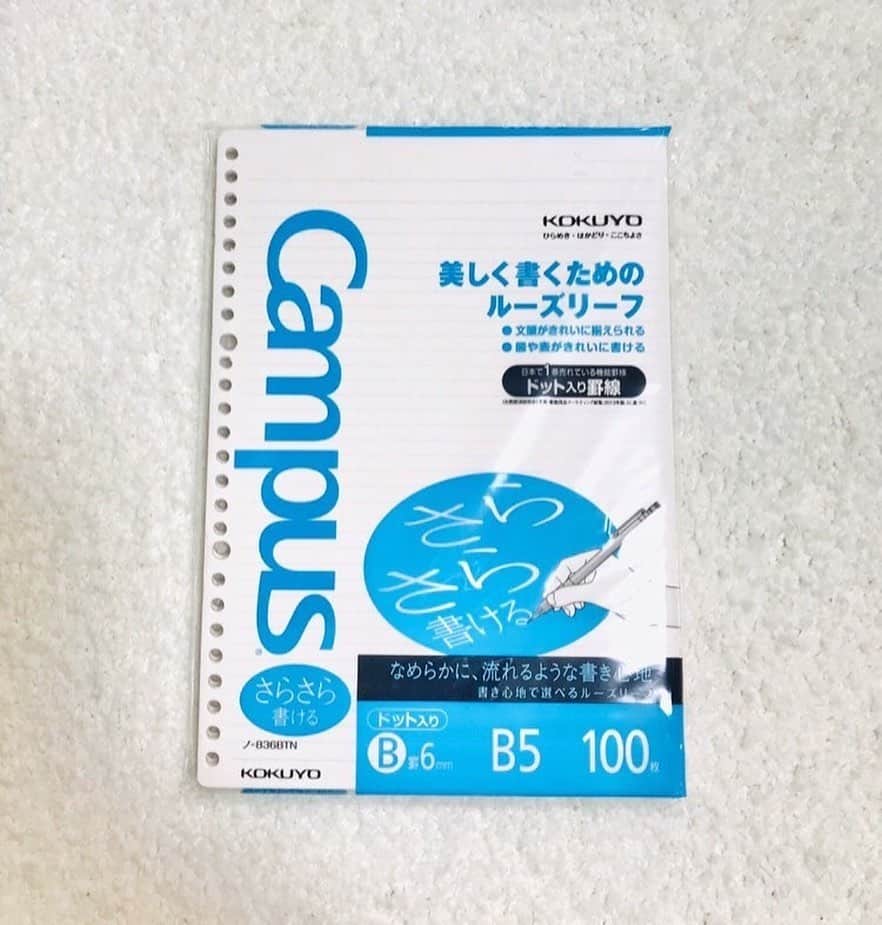 Campus®
KOKUYO
ひらめき・はかどり・ここちよさ
美しく書くための
ルーズリーフ
● 文頭がきれいに揃えられる
● 図や表がきれいに書ける
日本で1番売れている機能罫線
ドット入り罫線
さら
さら
書ける
なめらかに、流れるような書き心地
書き心地で選べるルーズリーフ
さらさら
書ける
ノ-836BTN
KOKUYO
ドット入り
B罫6mm
B5
100枚